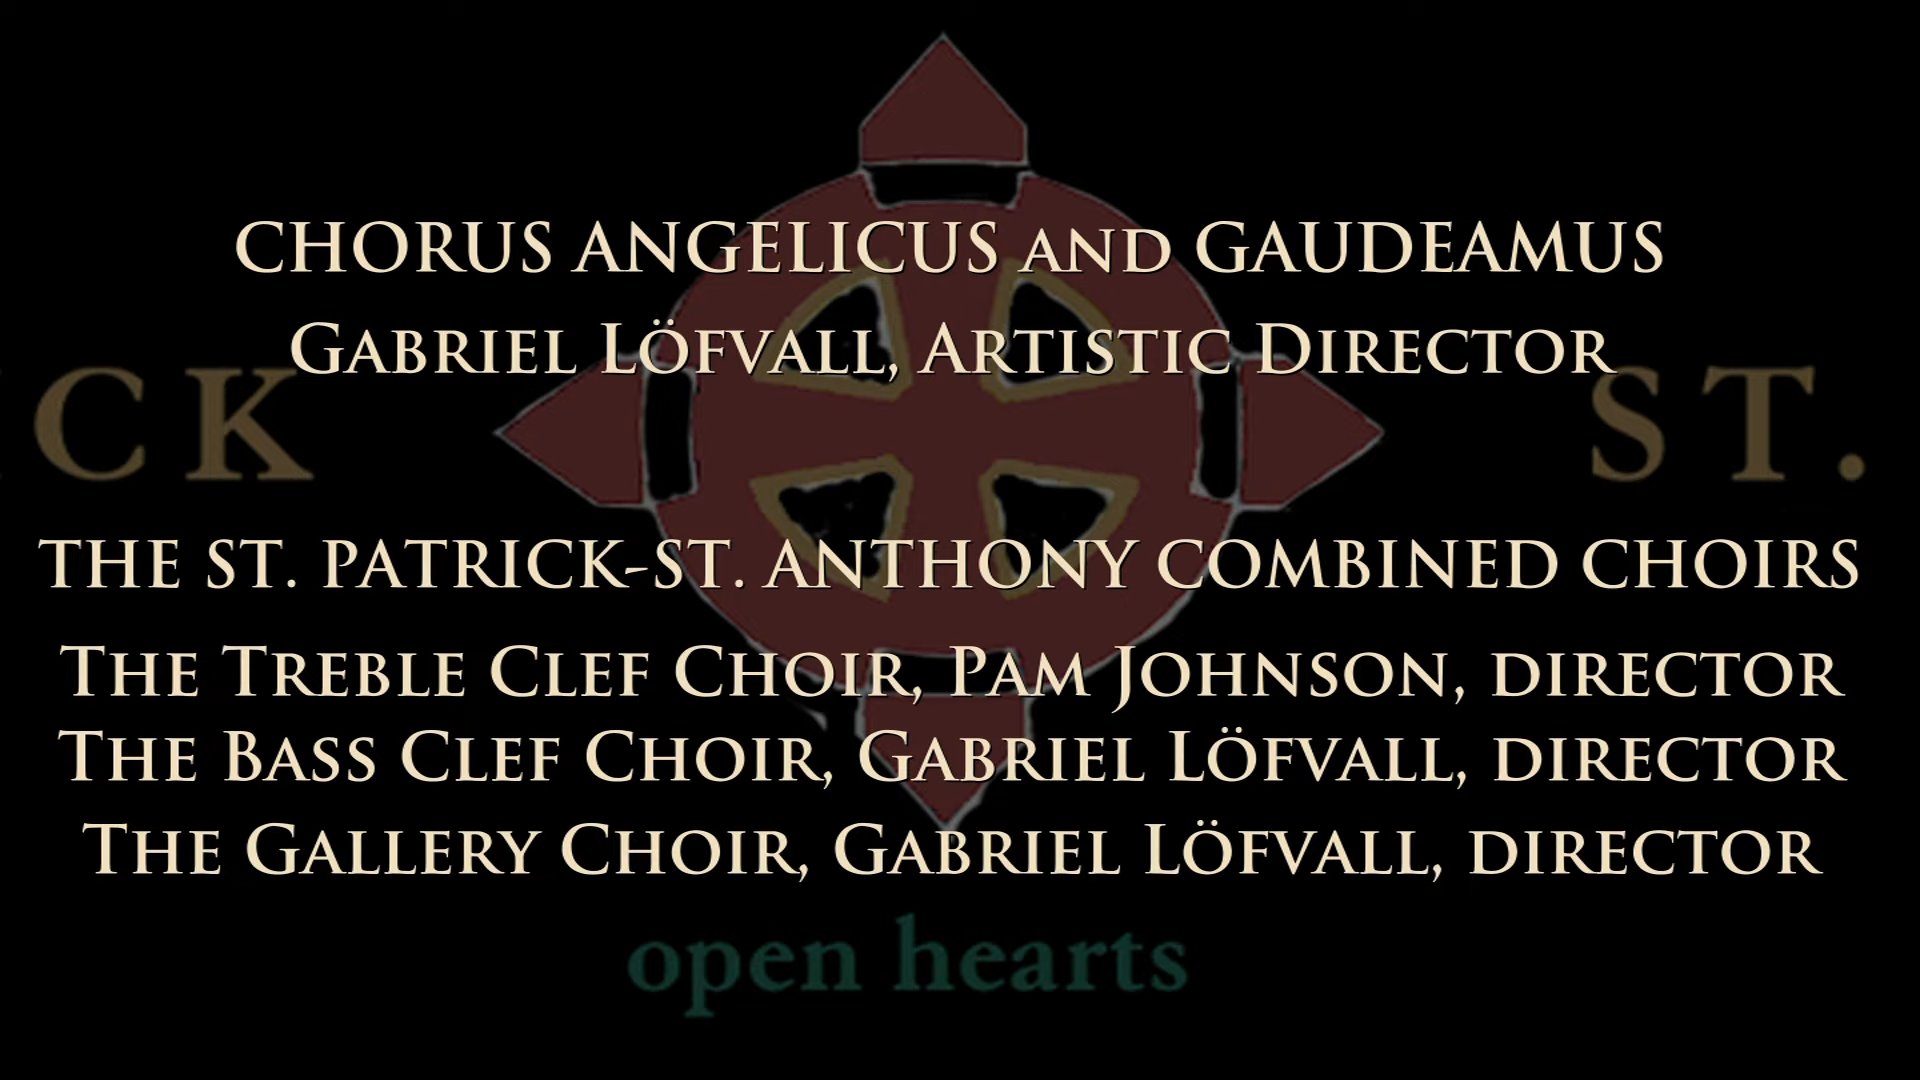 CHORUS ANGELICUS AND GAUDEAMUS
GABRIEL LÖFVALL, ARTISTIC DIRECTOR
CK ST.
THE ST. PATRICK-ST. ANTHONY COMBINED CHOIRS
THE TREBLE CLEF CHOIR, PAM JOHNSON, DIRECTOR
THE BASS CLEF CHOIR, GABRIEL LÖFVALL, DIRECTOR
THE GALLERY CHOIR, GABRIEL LÖFVALL, DIRECTOR
open hearts